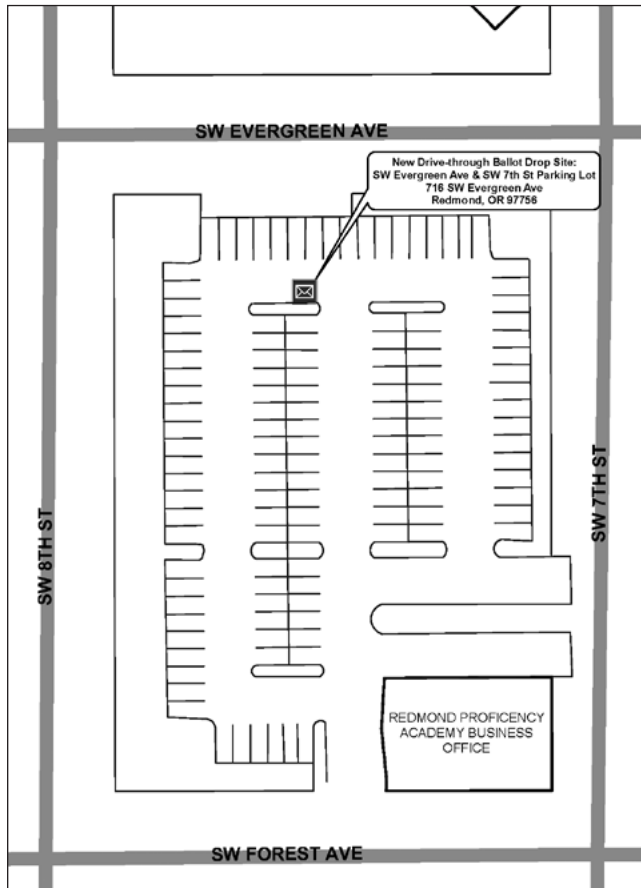 SW EVERGREEN AVE
New Drive-through Ballot Drop Site:
SW Evergreen Ave & SW 7th St Parking Lot
716 SW Evergreen Ave
Redmond, OR 97756
SW 8TH ST
SW 7TH ST
REDMOND PROFICENCY
ACADEMY BUSINESS
OFFICE
SW FOREST AVE